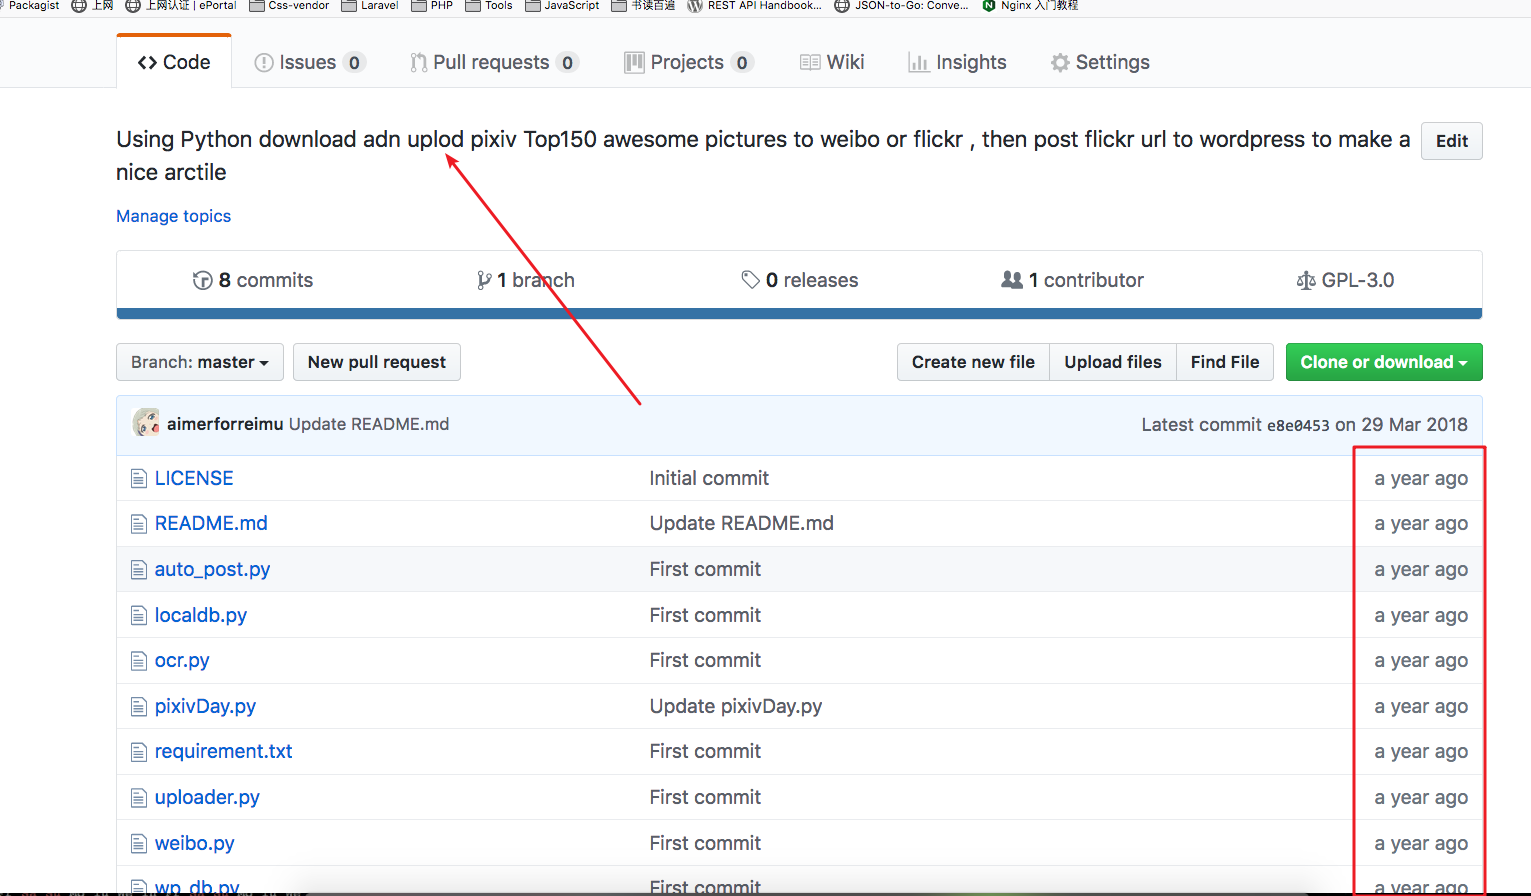 Packagist 上网 上网认证 | ePortal Css-vendor Laravel PHP Tools JavaScript 书读百遍 REST API Handbook... JSON-to-Go: Conve... Nginx 入门教程
Code Issues 0 Pull requests 0 Projects 0 Wiki Insights Settings
Using Python download adn uplod pixiv Top150 awesome pictures to weibo or flickr , then post flickr url to wordpress to make a
nice arctile
Edit
Manage topics
8 commits 1 branch 0 releases 1 contributor GPL-3.0
Branch: master New pull request Create new file Upload files Find File Clone or download
aimerforreimu Update README.md Latest commit e8e0453 on 29 Mar 2018
LICENSE Initial commit a year ago
README.md Update README.md a year ago
auto_post.py First commit a year ago
localdb.py First commit a year ago
ocr.py First commit a year ago
pixivDay.py Update pixivDay.py a year ago
requirement.txt First commit a year ago
uploader.py First commit a year ago
weibo.py First commit a year ago
wp_db.py First commit a year ago